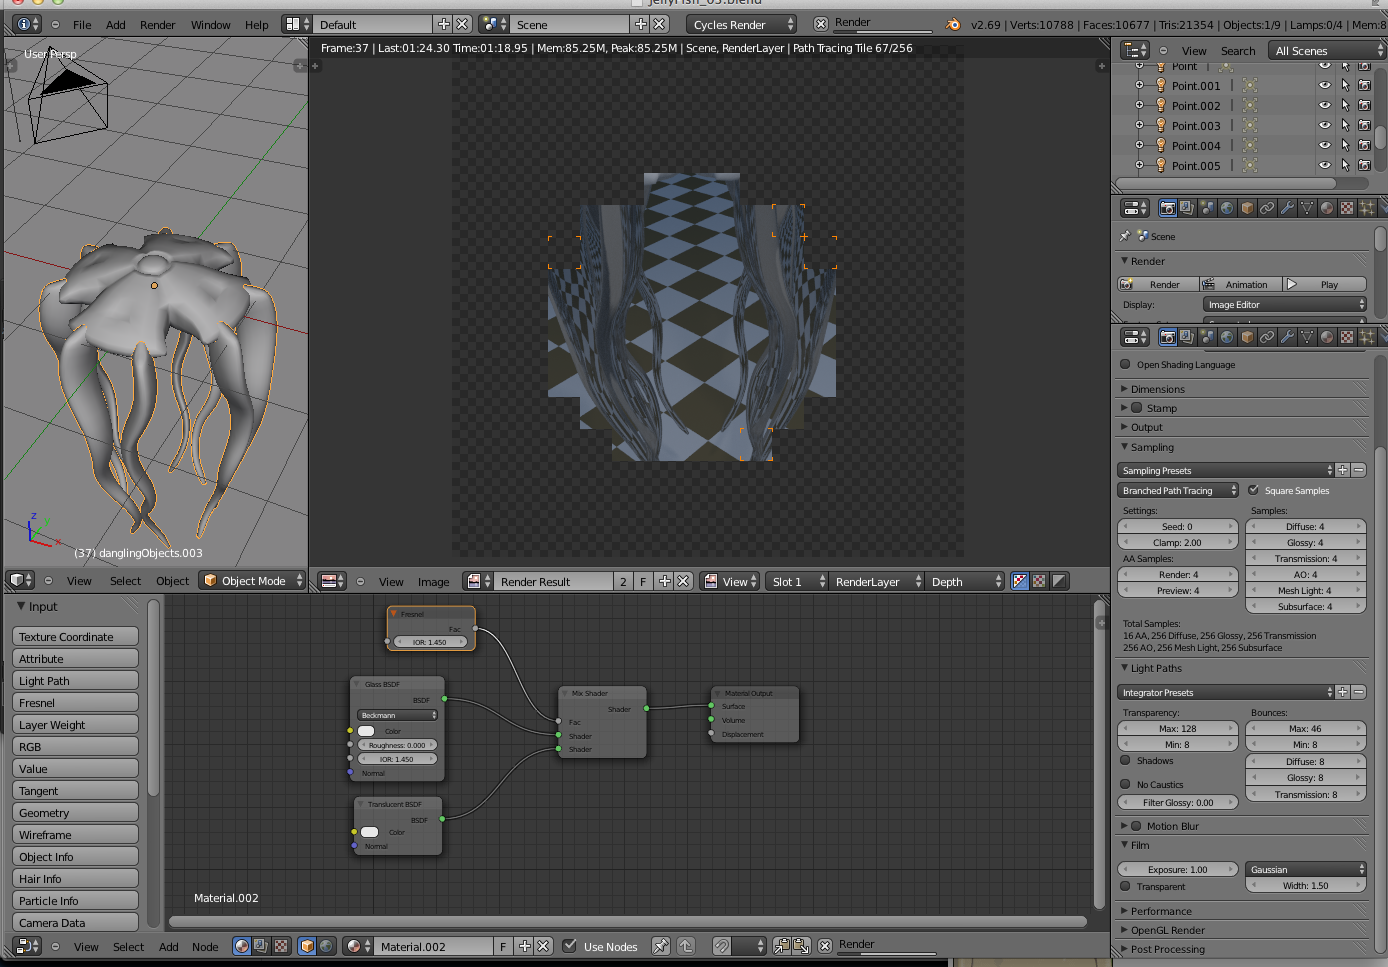 JellyFish_05.blend
File Add Render Window Help
Default
Scene
Cycles Render
Render
v2.69 | Verts:10788 | Faces:10677 | Tris:21354 | Objects:1/9 | Lamps:0/4 | Mem:8
User Persp
(37) danglingObjects.003
View Select Object Object Mode
Frame:37 | Last:01:24.30 Time:01:18.95 | Mem:85.25M, Peak:85.25M | Scene, RenderLayer | Path Tracing Tile 67/256
View Image Render Result 2 F View Slot 1 RenderLayer Depth
View Search All Scenes
Point
Point.001
Point.002
Point.003
Point.004
Point.005
Scene
Render
Render Animation Play
Display: Image Editor
Open Shading Language
Dimensions
Stamp
Output
Sampling
Sampling Presets
Branched Path Tracing Square Samples
Settings: Samples:
Seed: 0 Diffuse: 4
Clamp: 2.00 Glossy: 4
AA Samples: Transmission: 4
Render: 4 AO: 4
Preview: 4 Mesh Light: 4
Subsurface: 4
Total Samples:
16 AA, 256 Diffuse, 256 Glossy, 256 Transmission
256 AO, 256 Mesh Light, 256 Subsurface
Light Paths
Integrator Presets
Transparency: Bounces:
Max: 128 Max: 46
Min: 8 Min: 8
Shadows Diffuse: 8
No Caustics Glossy: 8
Filter Glossy: 0.00 Transmission: 8
Motion Blur
Film
Exposure: 1.00 Gaussian
Transparent Width: 1.50
Performance
OpenGL Render
Post Processing
Input
Texture Coordinate
Attribute
Light Path
Fresnel
Layer Weight
RGB
Value
Tangent
Geometry
Wireframe
Object Info
Hair Info
Particle Info
Camera Data
Fresnel
Fac
IOR: 1.450
Glass BSDF
BSDF
Beckmann
Color
Roughness: 0.000
IOR: 1.450
Normal
Translucent BSDF
BSDF
Color
Normal
Mix Shader
Shader
Fac
Shader
Shader
Material Output
Surface
Volume
Displacement
Material.002
View Select Add Node Material.002 F Use Nodes Render